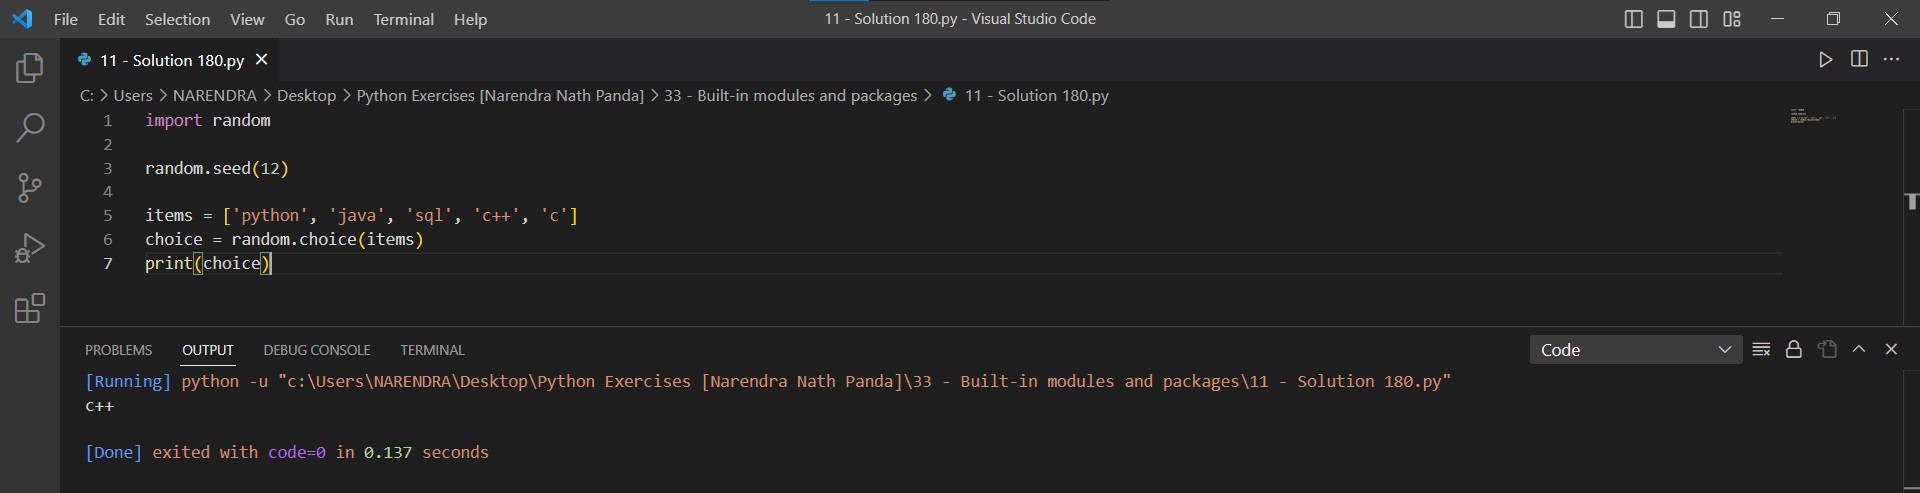 File Edit Selection View Go Run Terminal Help 11 - Solution 180.py - Visual Studio Code
11 - Solution 180.py
C: > Users > NARENDRA > Desktop > Python Exercises [Narendra Nath Panda] > 33 - Built-in modules and packages > 11 - Solution 180.py
1 import random
2
3 random.seed(12)
4
5 items = ['python', 'java', 'sql', 'c++', 'c']
6 choice = random.choice(items)
7 print(choice)
PROBLEMS OUTPUT DEBUG CONSOLE TERMINAL Code
[Running] python -u "c:\Users\NARENDRA\Desktop\Python Exercises [Narendra Nath Panda]\33 - Built-in modules and packages\11 - Solution 180.py"
c++
[Done] exited with code=0 in 0.137 seconds